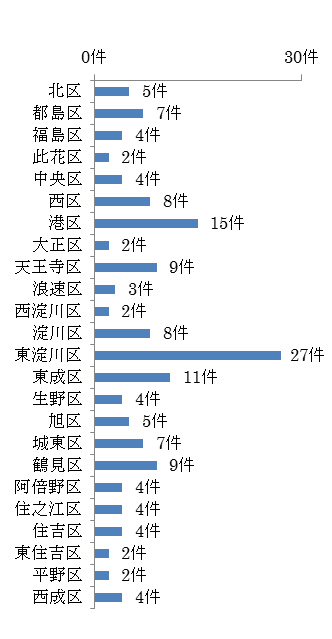 0件 30件
北区 5件
都島区 7件
福島区 4件
此花区 2件
中央区 4件
西区 8件
港区 15件
大正区 2件
天王寺区 9件
浪速区 3件
西淀川区 2件
淀川区 8件
東淀川区 27件
東成区 11件
生野区 4件
旭区 5件
城東区 7件
鶴見区 9件
阿倍野区 4件
住之江区 4件
住吉区 4件
東住吉区 2件
平野区 2件
西成区 4件